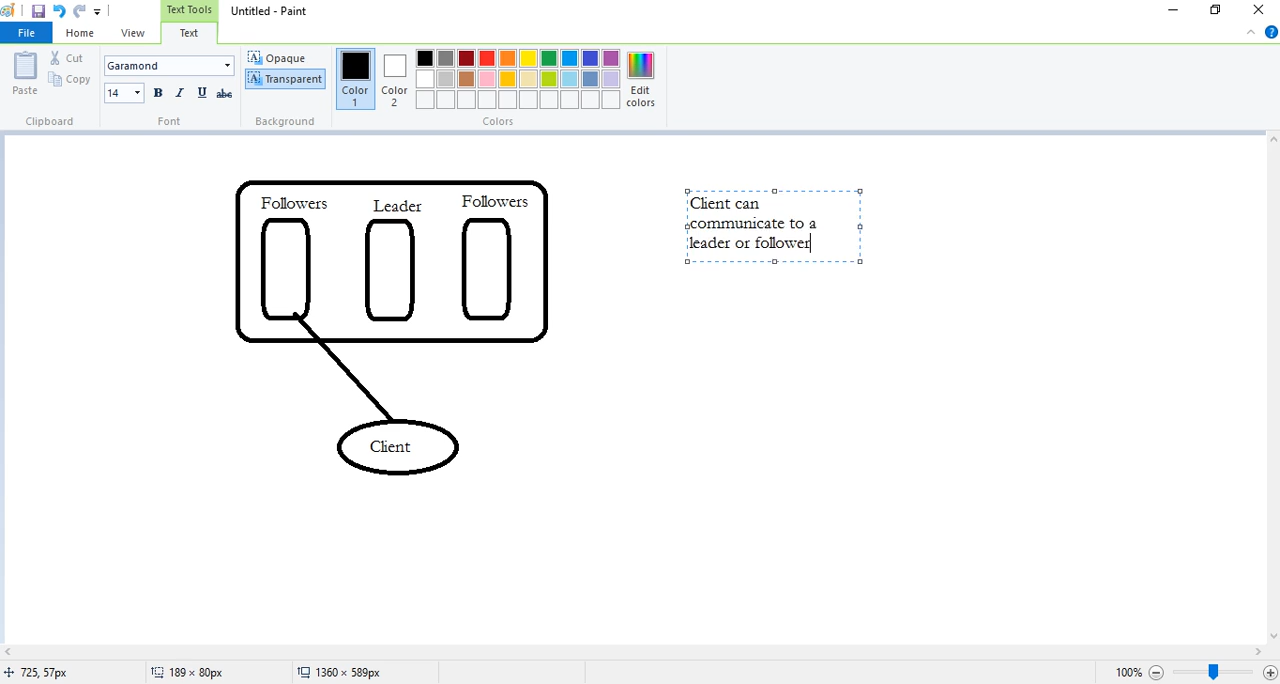 Text Tools
Untitled - Paint
File
Home
View
Text
Paste
Cut
Copy
Clipboard
Garamond
14
B I U abc
Font
A Opaque
A Transparent
Background
Color 1
Color 2
Edit colors
Colors
Followers
Leader
Followers
Client
Client can
communicate to a
leader or follower
725, 57px
189 × 80px
1360 × 589px
100%